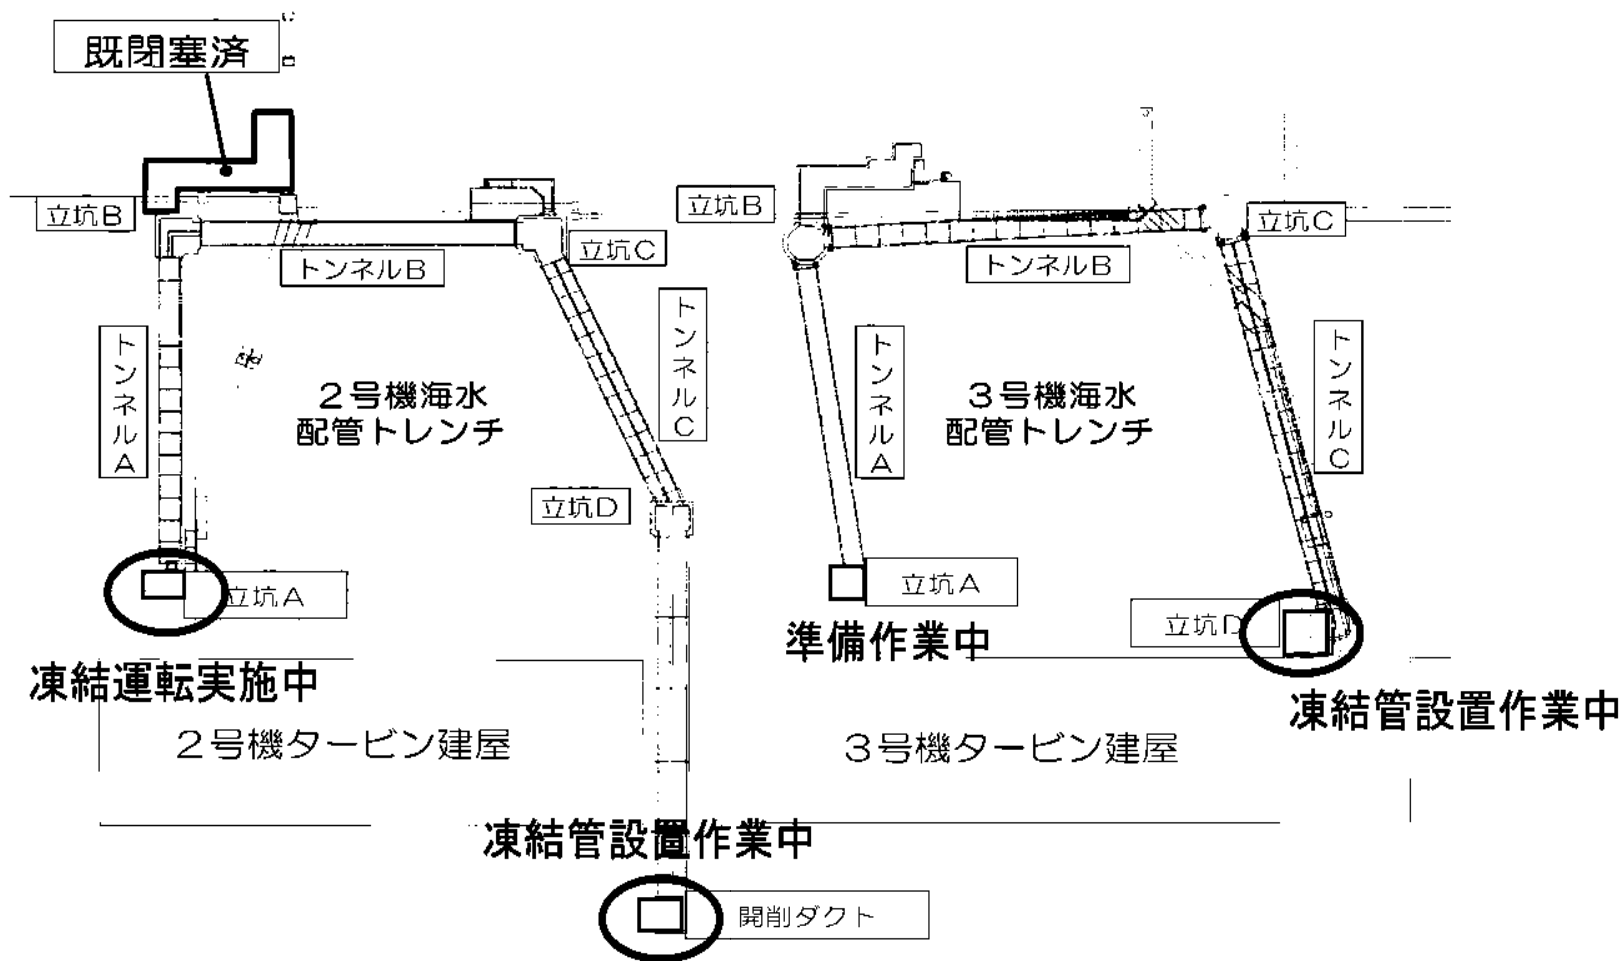 既閉塞済
立坑B
トンネルB
立坑C
トンネルA
トンネルC
2号機海水
配管トレンチ
立坑D
立坑A
凍結運転実施中
2号機タービン建屋
凍結管設置作業中
開削ダクト
立坑B
トンネルB
立坑C
トンネルA
トンネルC
3号機海水
配管トレンチ
立坑A
準備作業中
立坑D
凍結管設置作業中
3号機タービン建屋